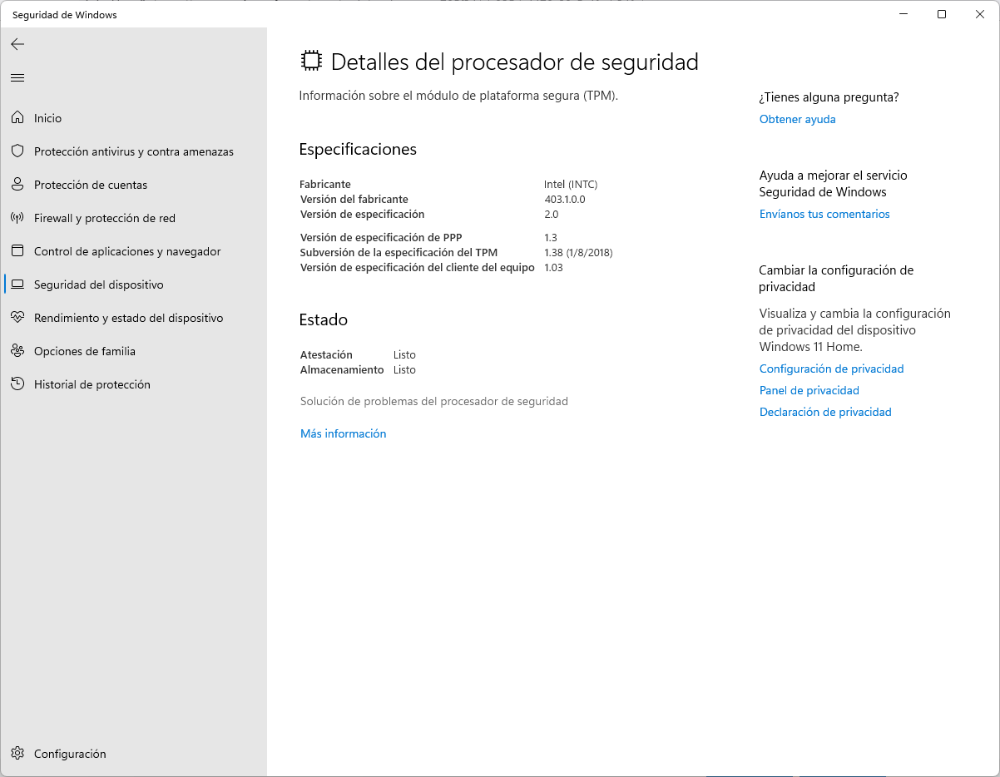 Seguridad de Windows
Inicio
Protección antivirus y contra amenazas
Protección de cuentas
Firewall y protección de red
Control de aplicaciones y navegador
Seguridad del dispositivo
Rendimiento y estado del dispositivo
Opciones de familia
Historial de protección
Configuración
Detalles del procesador de seguridad
Información sobre el módulo de plataforma segura (TPM).
Especificaciones
Fabricante Intel (INTC)
Versión del fabricante 403.1.0.0
Versión de especificación 2.0
Versión de especificación de PPP 1.3
Subversión de la especificación del TPM 1.38 (1/8/2018)
Versión de especificación del cliente del equipo 1.03
Estado
Atestación Listo
Almacenamiento Listo
Solución de problemas del procesador de seguridad
Más información
¿Tienes alguna pregunta?
Obtener ayuda
Ayuda a mejorar el servicio
Seguridad de Windows
Envíanos tus comentarios
Cambiar la configuración de
privacidad
Visualiza y cambia la configuración
de privacidad del dispositivo
Windows 11 Home.
Configuración de privacidad
Panel de privacidad
Declaración de privacidad